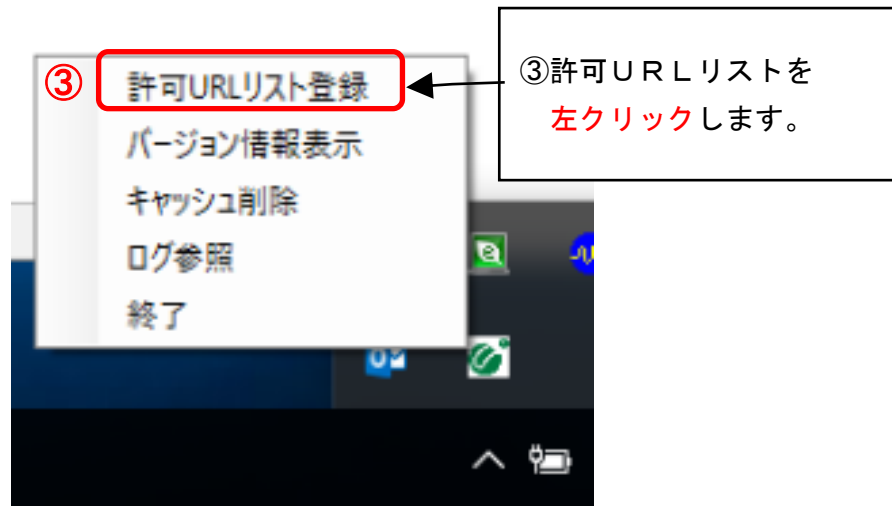 ③
許可URLリスト登録
バージョン情報表示
キャッシュ削除
ログ参照
終了
③許可ＵＲＬリストを
左クリックします。